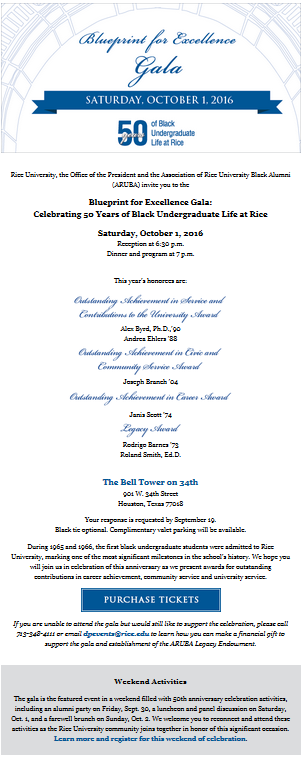 Blueprint for Excellence
Gala
SATURDAY, OCTOBER 1, 2016
50
years
of Black
Undergraduate
Life at Rice
Rice University, the Office of the President and the Association of Rice University Black Alumni
(ARUBA) invite you to the
Blueprint for Excellence Gala:
Celebrating 50 Years of Black Undergraduate Life at Rice
Saturday, October 1, 2016
Reception at 6:30 p.m.
Dinner and program at 7 p.m.
This year's honorees are:
Outstanding Achievement in Service and
Contributions to the University Award
Alex Byrd, Ph.D.,'90
Andrea Ehlers '88
Outstanding Achievement in Civic and
Community Service Award
Joseph Branch '04
Outstanding Achievement in Career Award
Janis Scott '74
Legacy Award
Rodrigo Barnes '73
Roland Smith, Ed.D.
The Bell Tower on 34th
901 W. 34th Street
Houston, Texas 77018
Your response is requested by September 19.
Black tie optional. Complimentary valet parking will be available.
During 1965 and 1966, the first black undergraduate students were admitted to Rice
University, marking one of the most significant milestones in the school's history. We hope you
will join us in celebration of this anniversary as we present awards for outstanding
contributions in career achievement, community service and university service.
PURCHASE TICKETS
If you are unable to attend the gala but would still like to support the celebration, please call
713-348-4111 or email dgevents@rice.edu to learn how you can make a financial gift to
support the gala and establishment of the ARUBA Legacy Endowment.
Weekend Activities
The gala is the featured event in a weekend filled with 50th anniversary celebration activities,
including an alumni party on Friday, Sept. 30, a luncheon and panel discussion on Saturday,
Oct. 1, and a farewell brunch on Sunday, Oct. 2. We welcome you to reconnect and attend these
activities as the Rice University community joins together in honor of this significant occasion.
Learn more and register for this weekend of celebration.